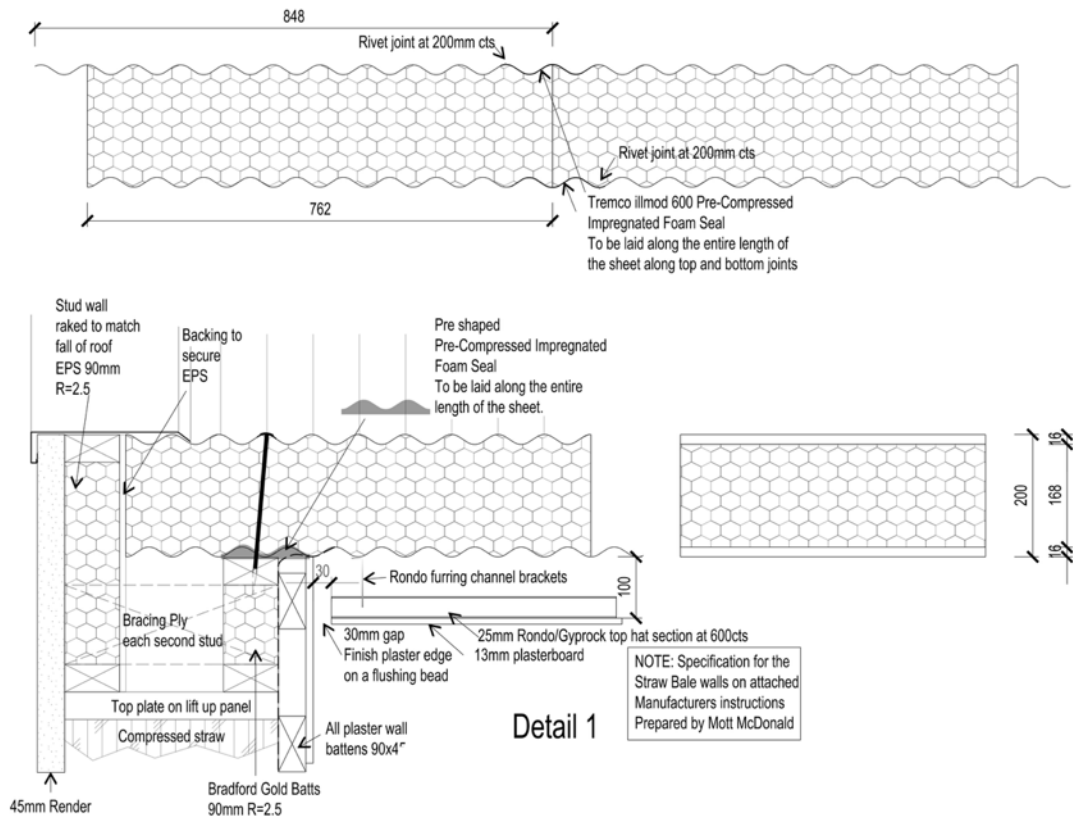 848
Rivet joint at 200mm cts
Rivet joint at 200mm cts
762
Tremco illmod 600 Pre-Compressed
Impregnated Foam Seal
To be laid along the entire length of
the sheet along top and bottom joints
Stud wall
raked to match
fall of roof
EPS 90mm
R=2.5
Backing to
secure
EPS
Pre shaped
Pre-Compressed Impregnated
Foam Seal
To be laid along the entire
length of the sheet.
16
200
168
16
30
Rondo furring channel brackets
100
Bracing Ply
each second stud
30mm gap
Finish plaster edge
on a flushing bead
25mm Rondo/Gyprock top hat section at 600cts
13mm plasterboard
NOTE: Specification for the
Straw Bale walls on attached
Manufacturers instructions
Prepared by Mott McDonald
Top plate on lift up panel
Compressed straw
All plaster wall
battens
Detail 1
45mm Render
Bradford Gold Batts
90mm R=2.5